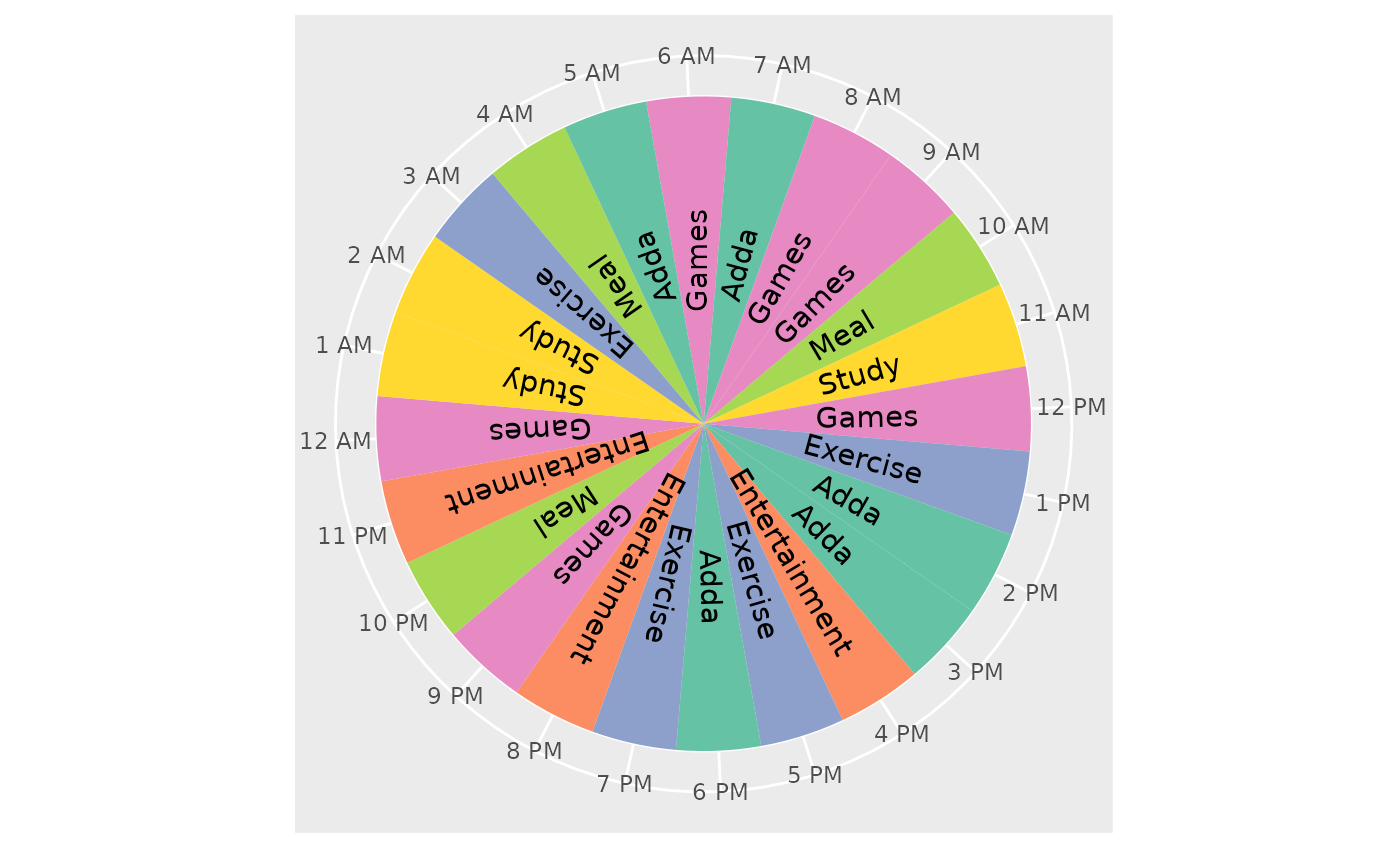 6 AM
7 AM
8 AM
9 AM
10 AM
11 AM
12 PM
1 PM
2 PM
3 PM
4 PM
5 PM
6 PM
7 PM
8 PM
9 PM
10 PM
11 PM
12 AM
1 AM
2 AM
3 AM
4 AM
5 AM
Games
Adda
Games
Games
Meal
Study
Games
Exercise
Adda
Adda
Entertainment
Exercise
Adda
Exercise
Entertainment
Games
Meal
Entertainment
Games
Study
Study
Exercise
Meal
Adda